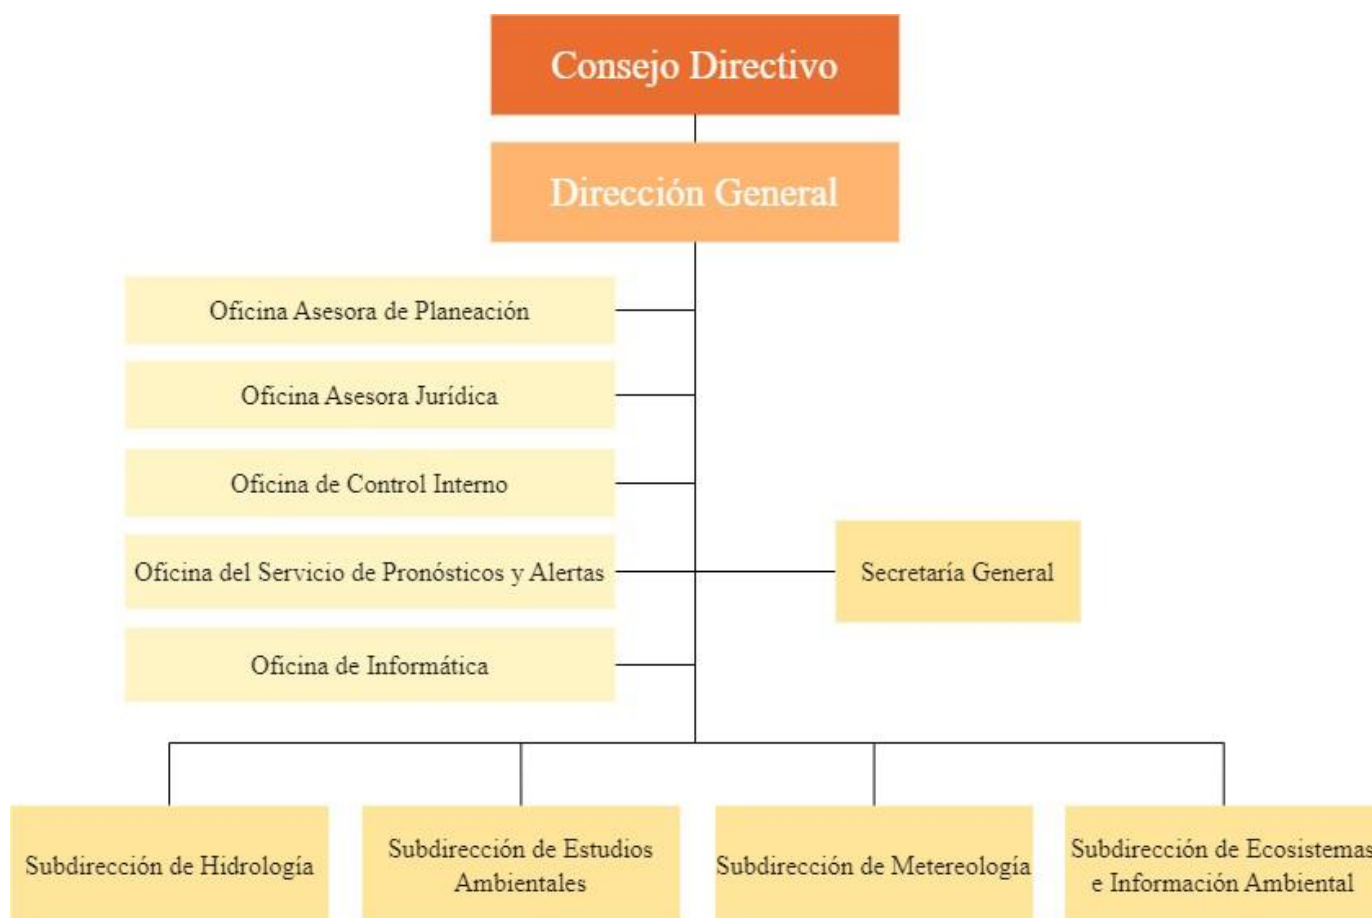 Consejo Directivo
Dirección General
Oficina Asesora de Planeación
Oficina Asesora Jurídica
Oficina de Control Interno
Oficina del Servicio de Pronósticos y Alertas
Secretaría General
Oficina de Informática
Subdirección de Hidrología
Subdirección de Estudios
Ambientales
Subdirección de Metereología
Subdirección de Ecosistemas
e Información Ambiental